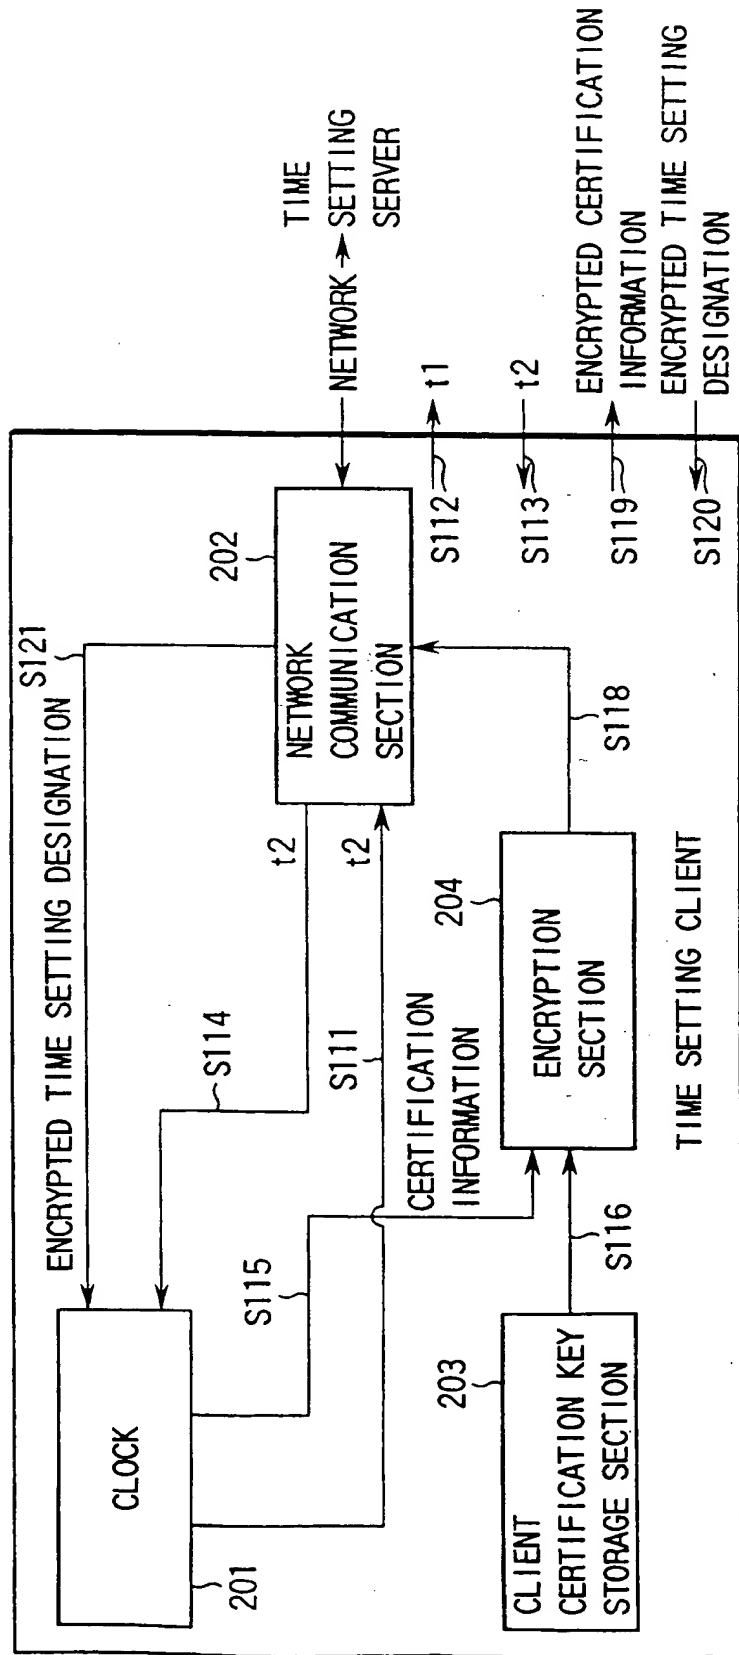 ENCRYPTED TIME SETTING DESIGNATION
S121
CLOCK
201
S114
S115
S111
t2
t2
202
NETWORK
COMMUNICATION
SECTION
NETWORK
TIME
SETTING
SERVER
S112
t1
S113
t2
CERTIFICATION
INFORMATION
203
CLIENT
CERTIFICATION KEY
STORAGE SECTION
S116
204
ENCRYPTION
SECTION
S118
S119
ENCRYPTED CERTIFICATION
INFORMATION
S120
ENCRYPTED TIME SETTING
DESIGNATION
TIME SETTING CLIENT